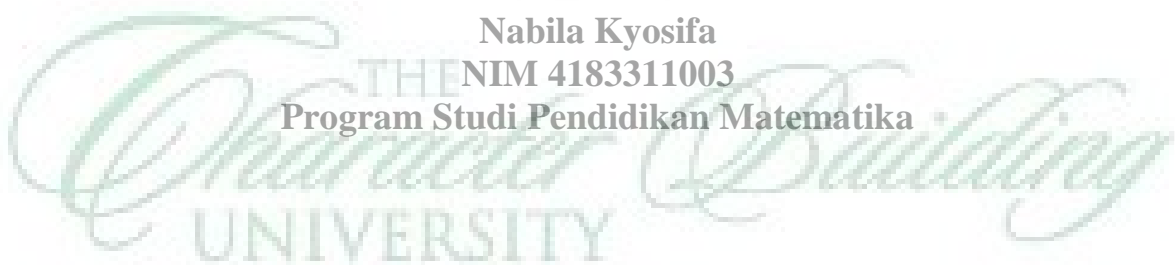 Nabila Kyosifa
THE
NIM 4183311003
Program Studi Pendidikan Matematika
Character Building
UNIVERSITY